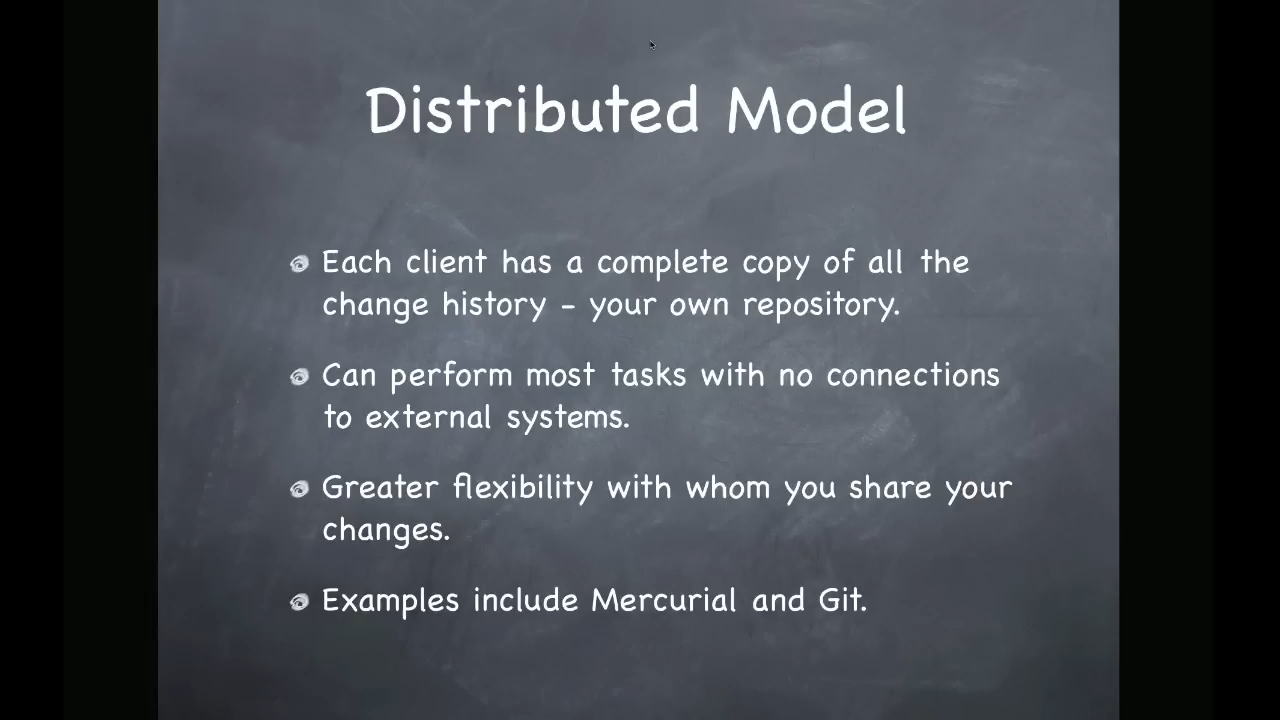 Distributed Model
Each client has a complete copy of all the
change history - your own repository.
Can perform most tasks with no connections
to external systems.
Greater flexibility with whom you share your
changes.
Examples include Mercurial and Git.